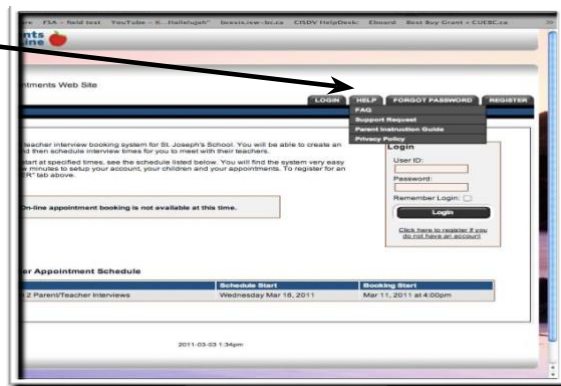 FSA - field test YouTube - K...Hallelujah" CISDV HelpDesk: Eboard Best Buy Grant - CUEBC.ca
nts
ine
ntments Web Site
LOGIN HELP FORGOT PASSWORD REGISTER
FAQ
Support Request
Parent Instruction Guide
Privacy Policy
teacher interview booking system for St. Joseph's School. You will be able to create an
nd then schedule interview times for you to meet with their teachers.
start at specified times, see the schedule listed below. You will find the system very easy
w minutes to setup your account, your children and your appointments. To register for an
ER" tab above.
Login
User ID:
Password:
Remember Login:
Login
Click here to register if you
do not have an account
On-line appointment booking is not available at this time.
er Appointment Schedule
Schedule Start Booking Start
2 Parent/Teacher Interviews Wednesday Mar 16, 2011 Mar 11, 2011 at 4:00pm
2011-03-03 1:34pm